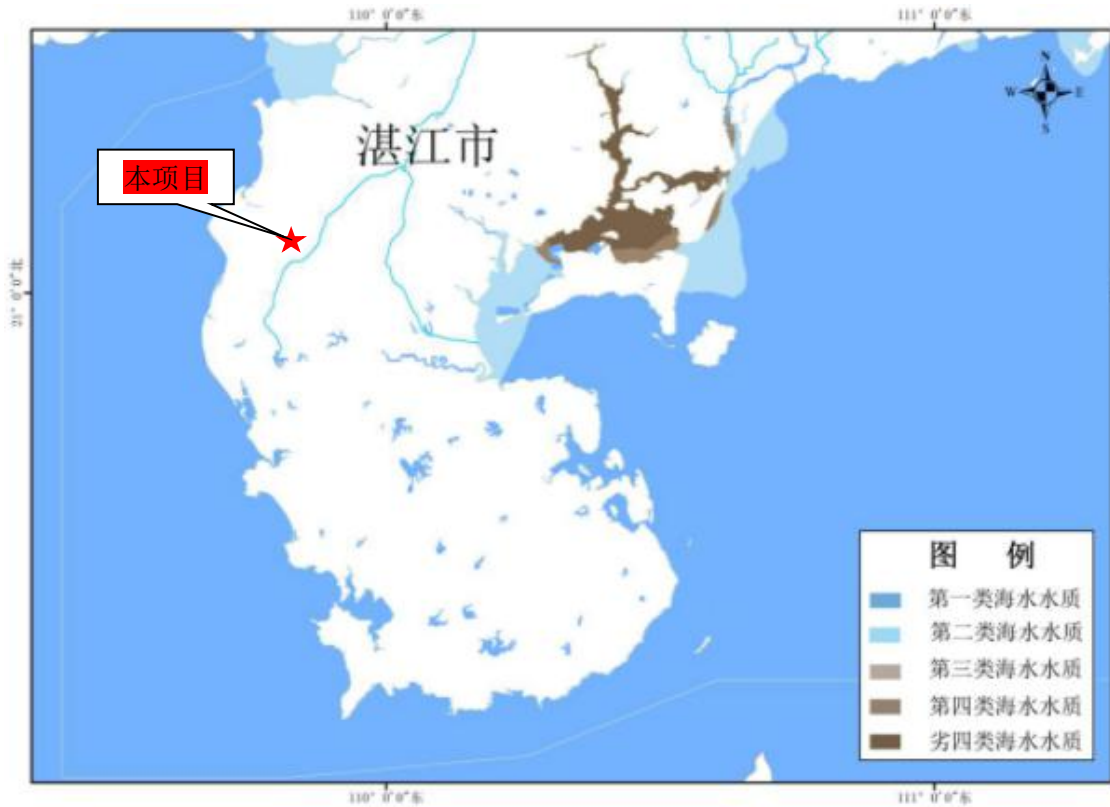 110° 0′0″东
111° 0′0″东
N
W
E
S
湛江市
本项目
21° 0′0″北
图 例
第一类海水水质
第二类海水水质
第三类海水水质
第四类海水水质
劣四类海水水质
110° 0′0″东
111° 0′0″东